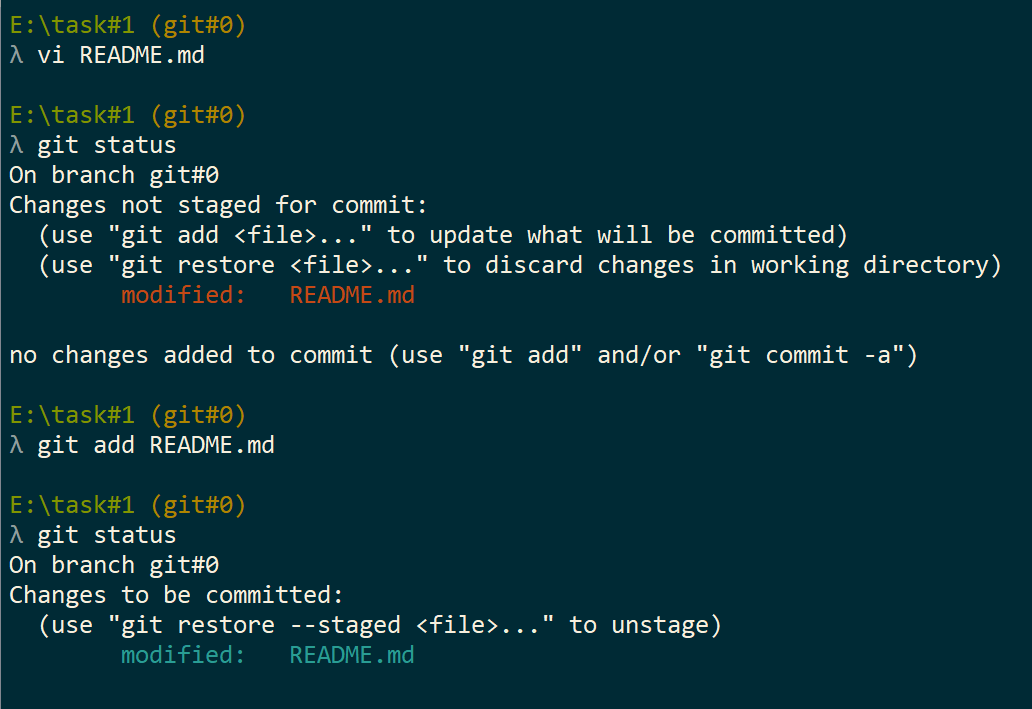 E:\task#1 (git#0)
λ vi README.md
E:\task#1 (git#0)
λ git status
On branch git#0
Changes not staged for commit:
  (use "git add <file>..." to update what will be committed)
  (use "git restore <file>..." to discard changes in working directory)
        modified:   README.md
no changes added to commit (use "git add" and/or "git commit -a")
E:\task#1 (git#0)
λ git add README.md
E:\task#1 (git#0)
λ git status
On branch git#0
Changes to be committed:
  (use "git restore --staged <file>..." to unstage)
        modified:   README.md